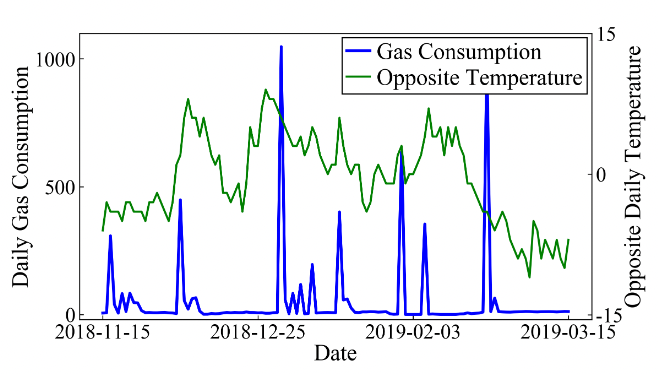 Gas Consumption
Opposite Temperature
Daily Gas Consumption
1000
500
0
Opposite Daily Temperature
15
0
-15
2018-11-15 2018-12-25 2019-02-03 2019-03-15
Date